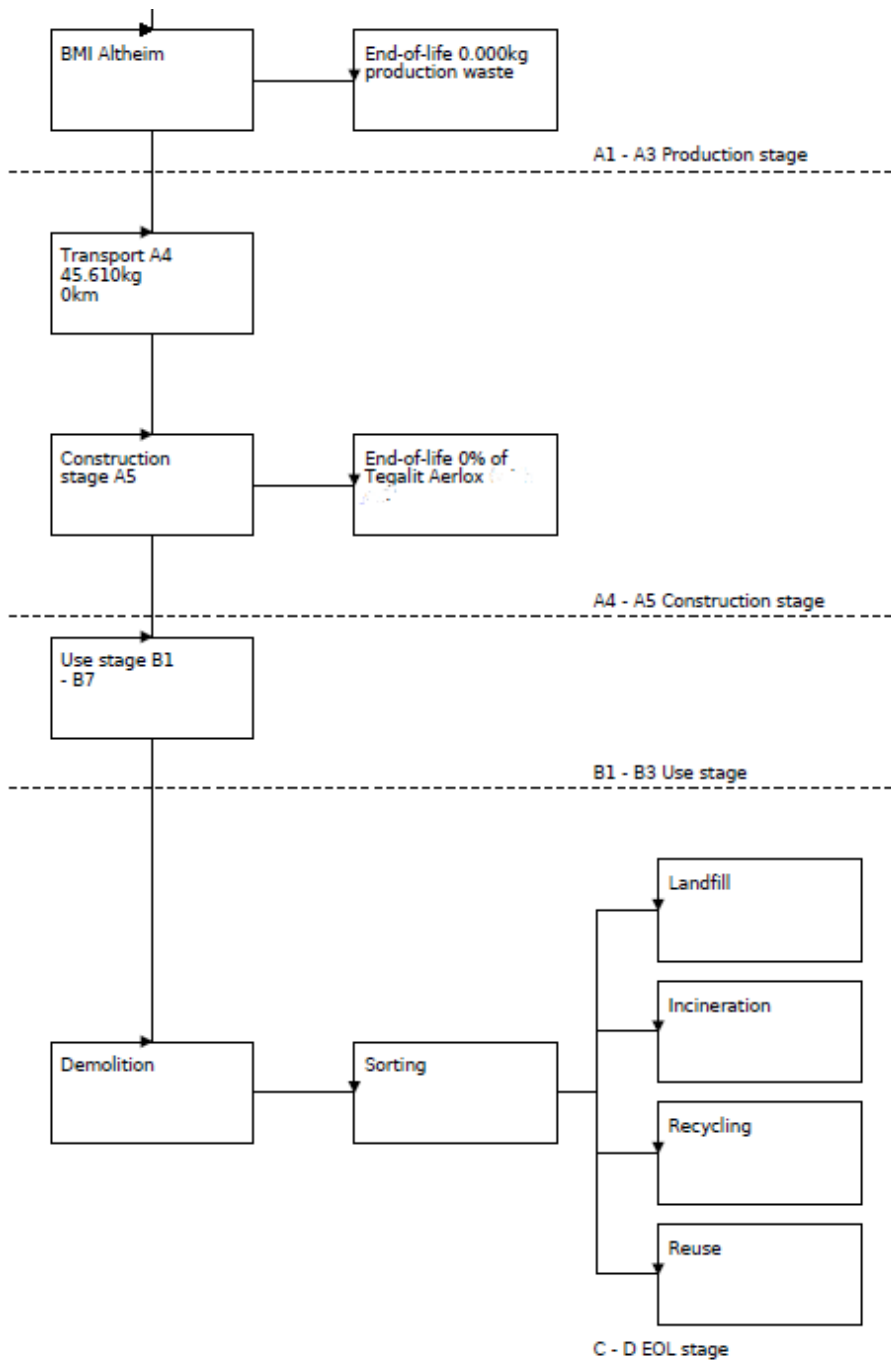 BMI Altheim
End-of-life 0.000kg
production waste
A1 - A3 Production stage
Transport A4
45.610kg
0km
Construction
stage A5
End-of-life 0% of
Tegalit Aerlox
A4 - A5 Construction stage
Use stage B1
- B7
B1 - B3 Use stage
Landfill
Incineration
Demolition
Sorting
Recycling
Reuse
C - D EOL stage